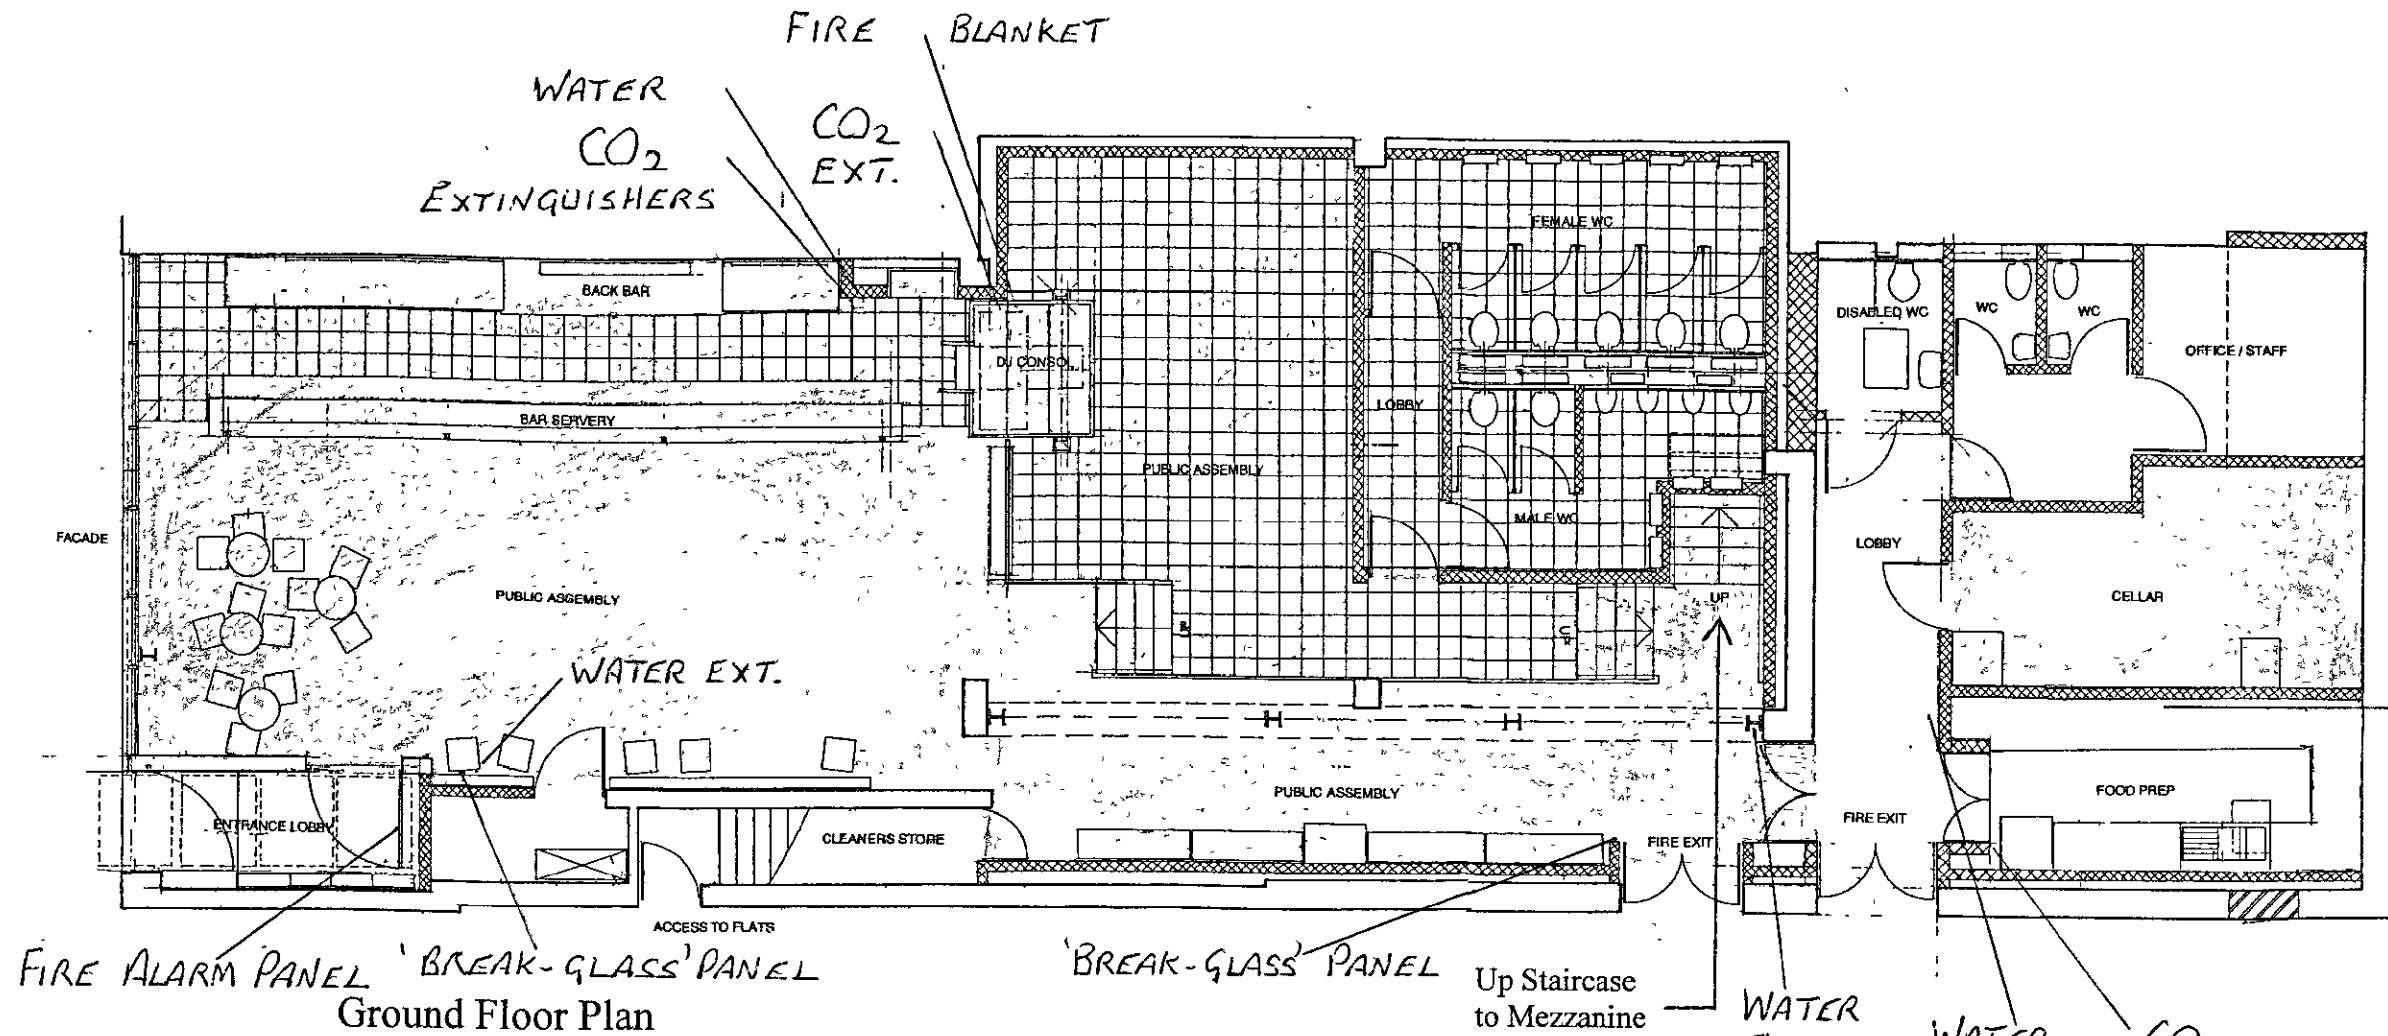 FIRE BLANKET
WATER
CO2
EXTINGUISHERS
CO2
EXT.
FEMALE WC
BACK BAR
DISABLED WC
WC
WC
OFFICE / STAFF
DJ CONSOL
BAR SERVERY
LOBBY
PUBLIC ASSEMBLY
MALE WC
FACADE
LOBBY
PUBLIC ASSEMBLY
UP
CELLAR
UP
WATER EXT.
PUBLIC ASSEMBLY
FOOD PREP
ENTRANCE LOBBY
CLEANERS STORE
FIRE EXIT
FIRE EXIT
ACCESS TO FLATS
FIRE ALARM PANEL
'BREAK-GLASS' PANEL
'BREAK-GLASS' PANEL
Up Staircase
to Mezzanine
WATER
WATER
CO
Ground Floor Plan